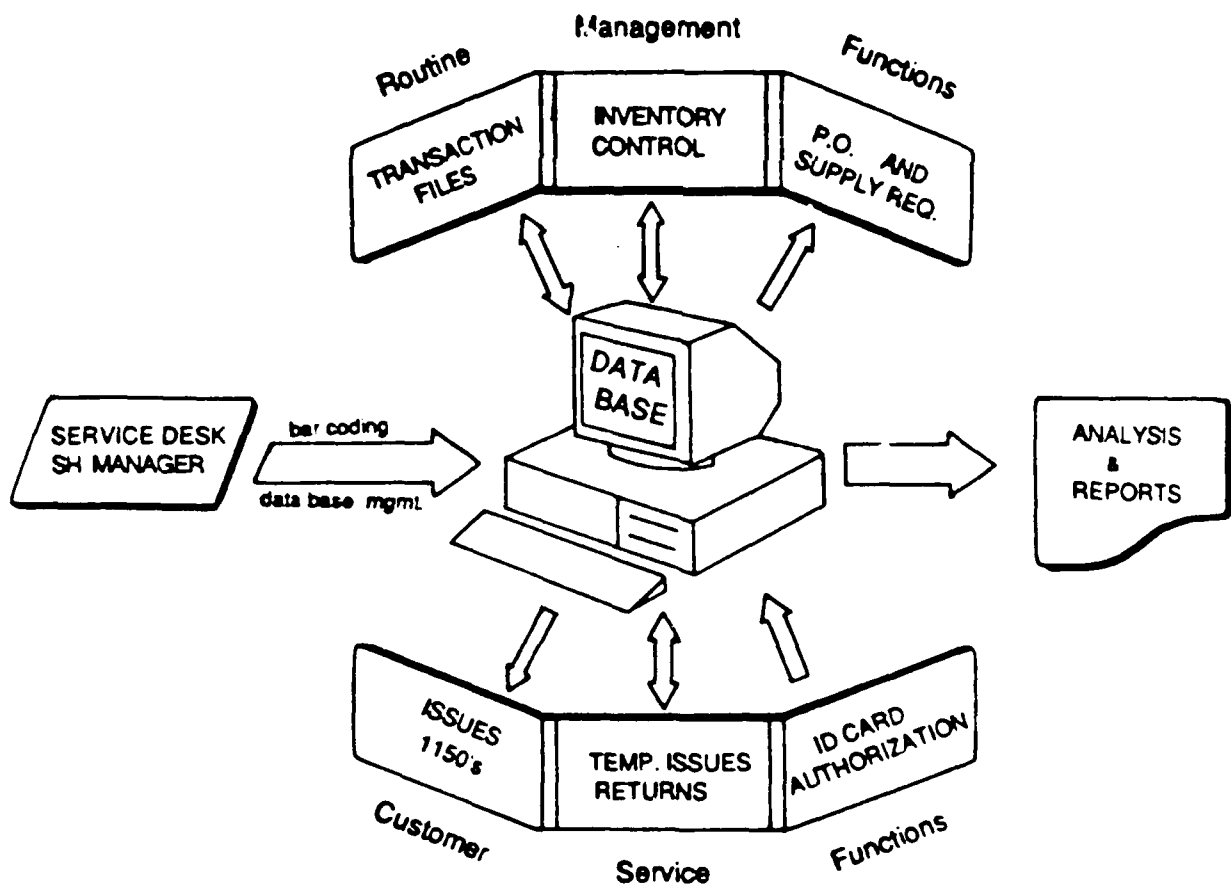 Routine Management Functions
TRANSACTION
FILES
INVENTORY
CONTROL
P.O. AND
SUPPLY REQ.
DATA
BASE
SERVICE DESK
SH MANAGER
bar coding
data base mgmt.
ANALYSIS
&
REPORTS
ISSUES
1150's
TEMP. ISSUES
RETURNS
ID CARD
AUTHORIZATION
Customer Service Functions